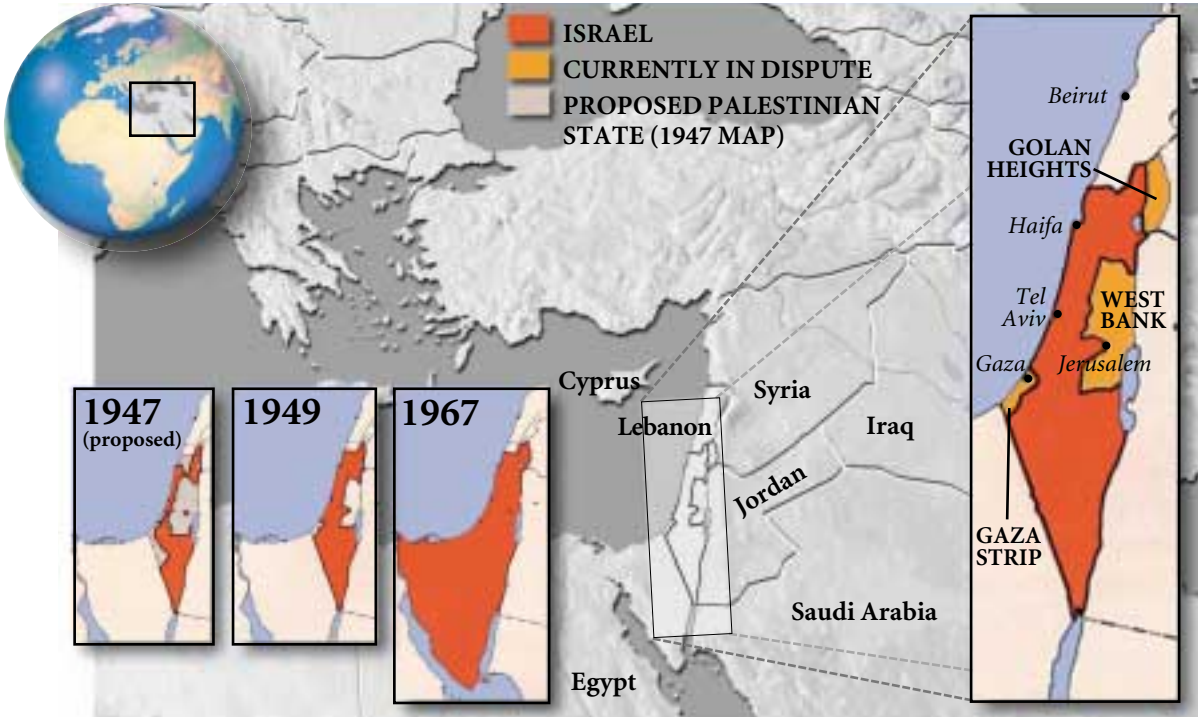 ISRAEL
CURRENTLY IN DISPUTE
PROPOSED PALESTINIAN
STATE (1947 MAP)
Beirut
GOLAN
HEIGHTS
Haifa
Tel
Aviv
WEST
BANK
Gaza
Jerusalem
GAZA
STRIP
Cyprus
Syria
Lebanon
Iraq
Jordan
Saudi Arabia
Egypt
1947
(proposed)
1949
1967